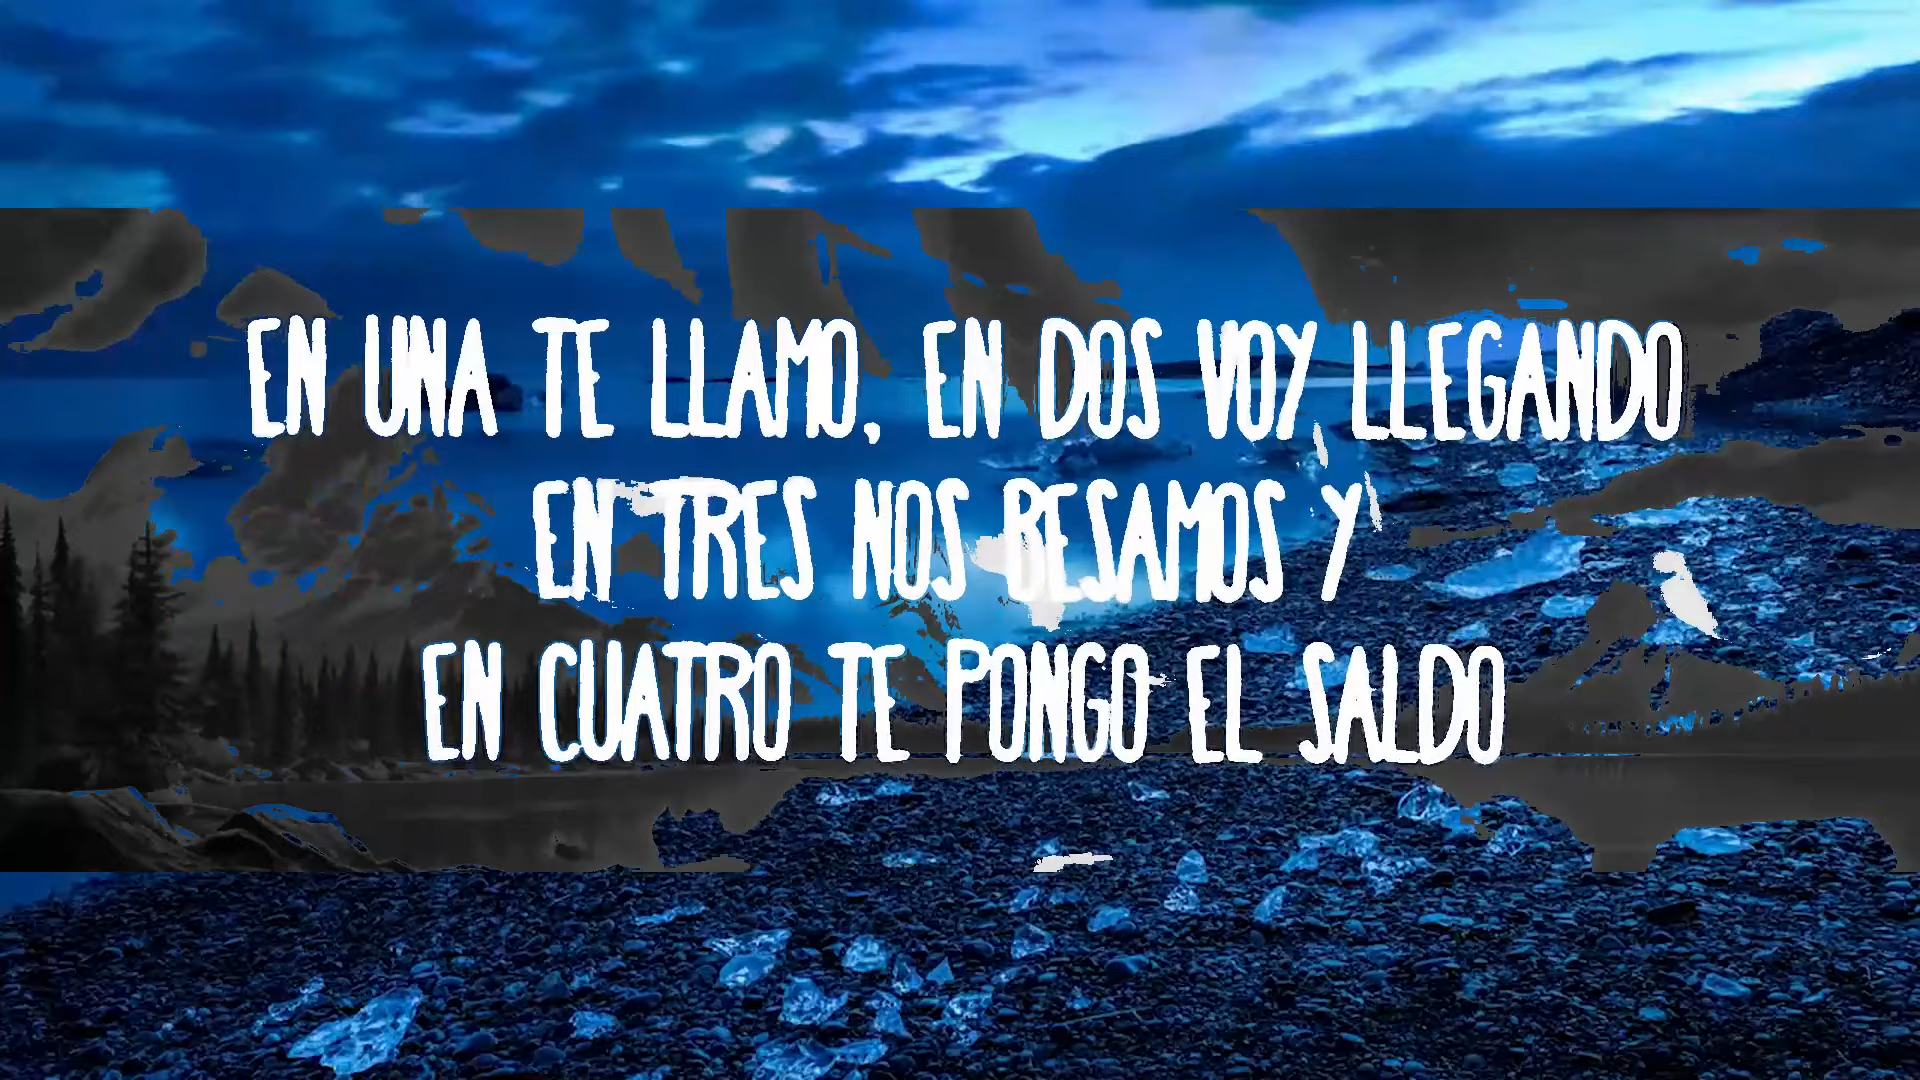 EN UNA TE LLAMO, EN DOS VOY LLEGANDO
EN TRES NOS BESAMOS Y
EN CUATRO TE PONGO EL SALDO